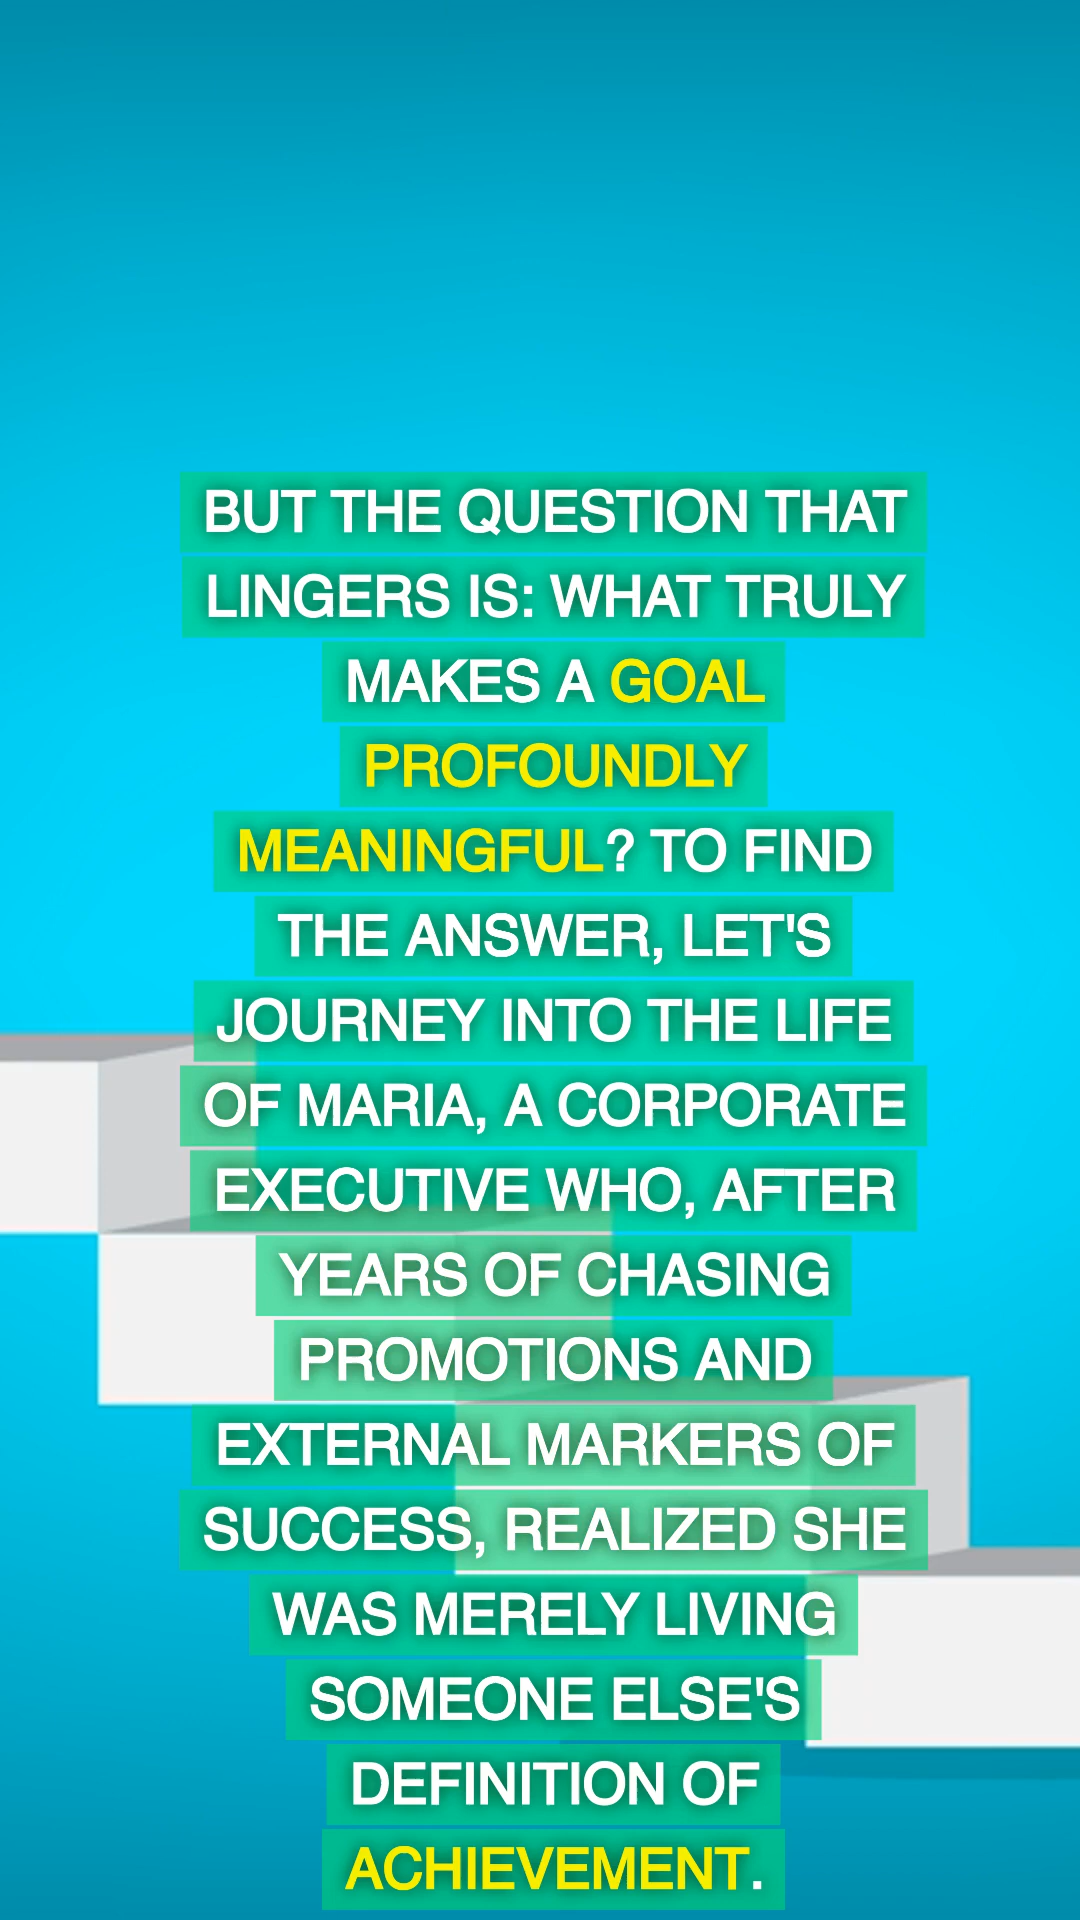 BUT THE QUESTION THAT
LINGERS IS: WHAT TRULY
MAKES A GOAL
PROFOUNDLY
MEANINGFUL? TO FIND
THE ANSWER, LET'S
JOURNEY INTO THE LIFE
OF MARIA, A CORPORATE
EXECUTIVE WHO, AFTER
YEARS OF CHASING
PROMOTIONS AND
EXTERNAL MARKERS OF
SUCCESS, REALIZED SHE
WAS MERELY LIVING
SOMEONE ELSE'S
DEFINITION OF
ACHIEVEMENT.